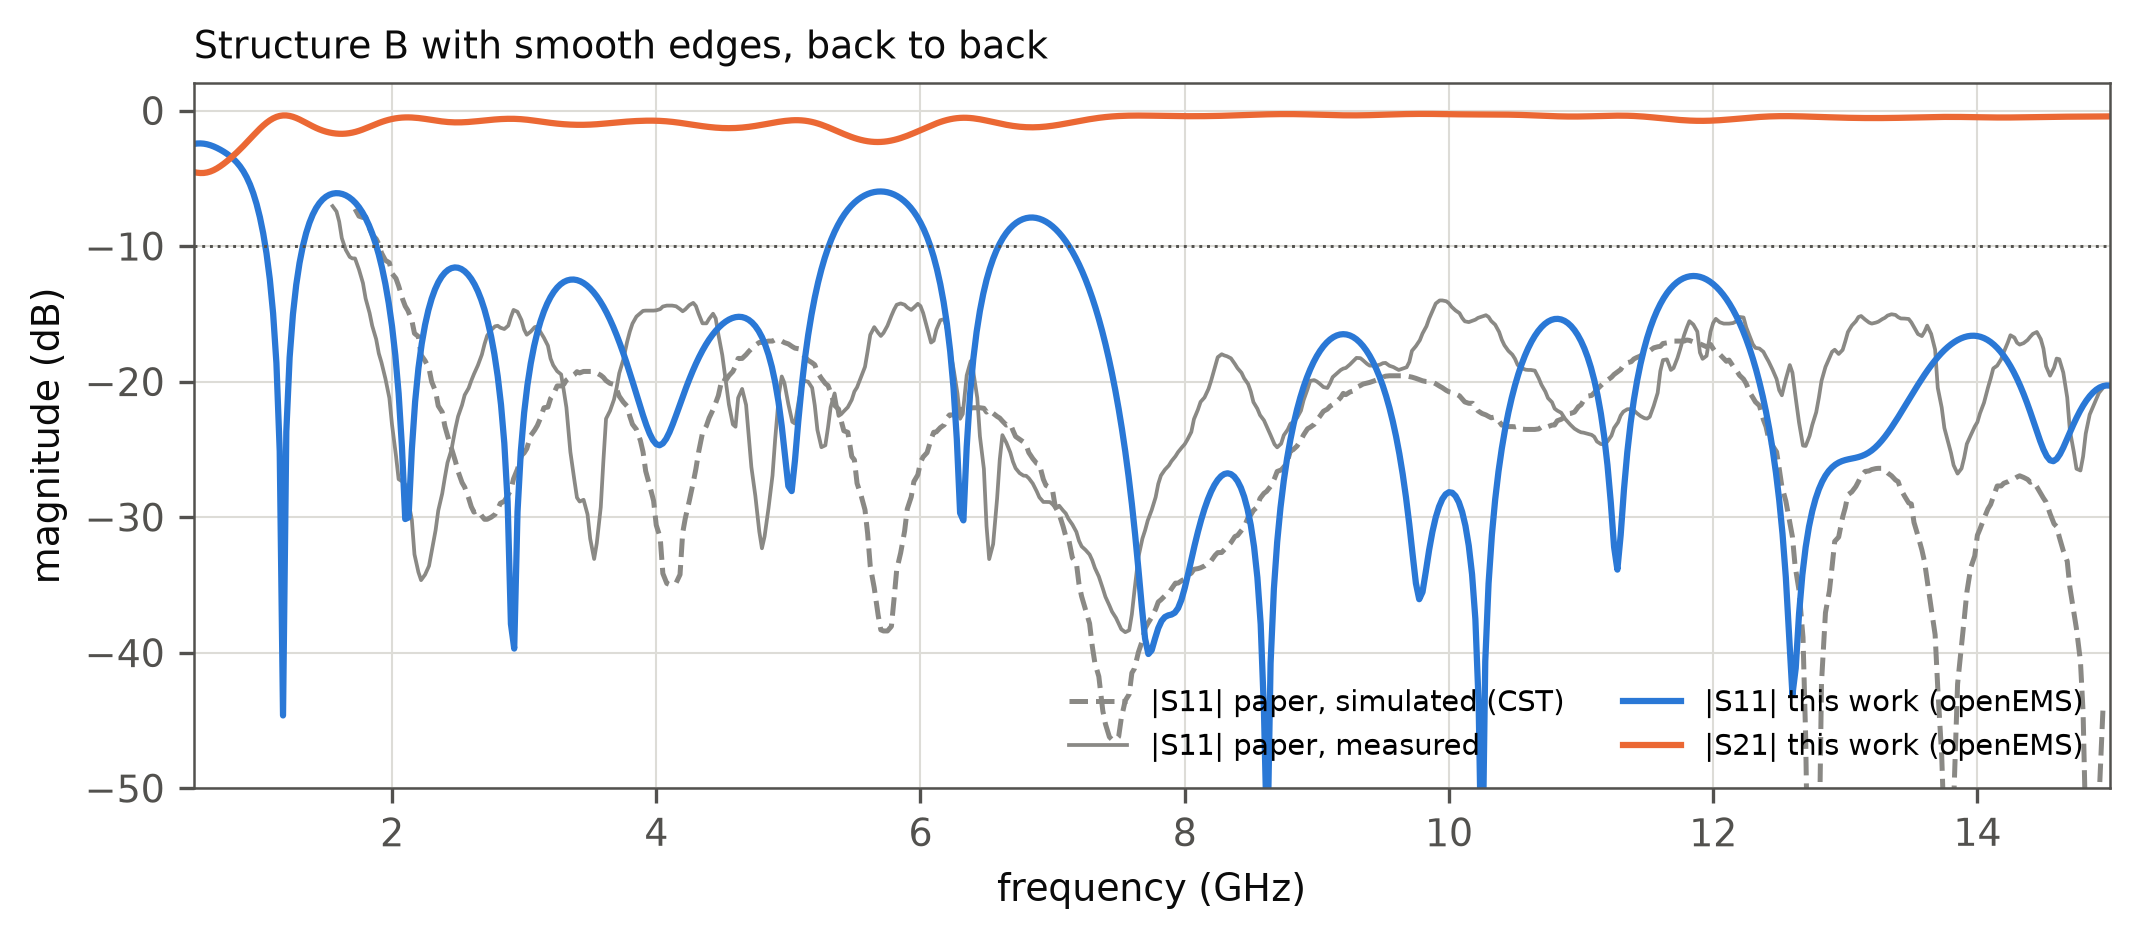 Structure B with smooth edges, back to back
0
−10
−20
−30
−40
−50
magnitude (dB)
|S11| paper, simulated (CST)
|S11| paper, measured
|S11| this work (openEMS)
|S21| this work (openEMS)
2 4 6 8 10 12 14
frequency (GHz)